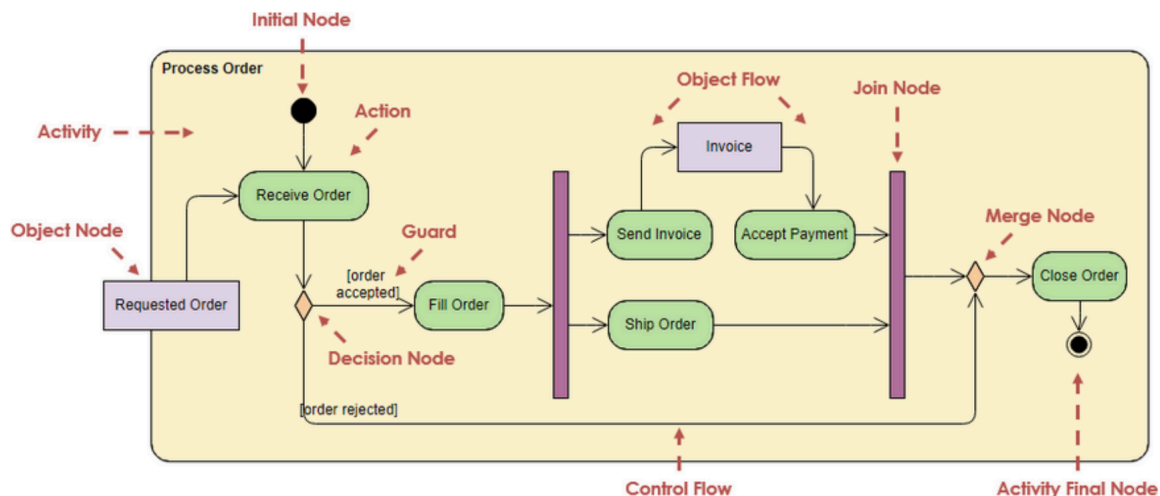 Initial Node
Process Order
Object Flow
Join Node
Action
Activity
Invoice
Receive Order
Guard
Send Invoice
Accept Payment
Merge Node
Object Node
[order
accepted]
Close Order
Requested Order
Fill Order
Ship Order
Decision Node
[order rejected]
Control Flow
Activity Final Node